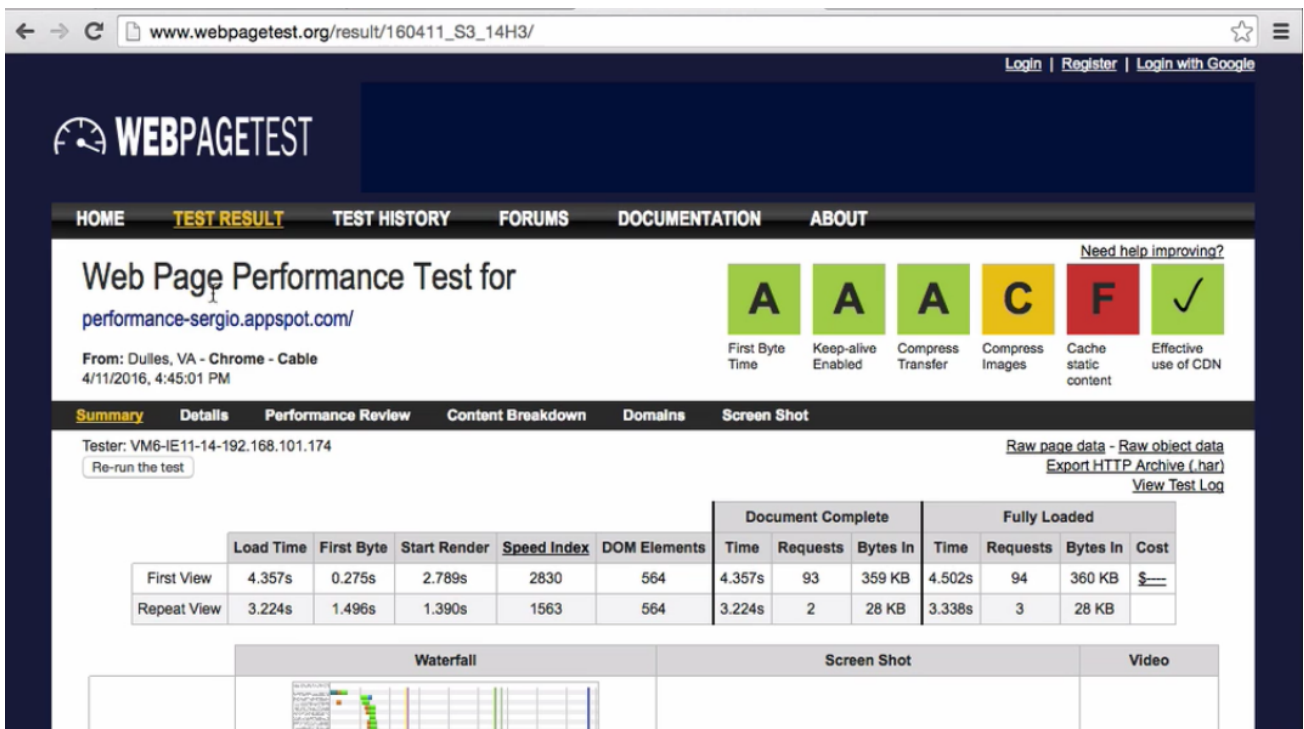 www.webpagetest.org/result/160411_S3_14H3/
Login | Register | Login with Google
WEBPAGETEST
HOME TEST RESULT TEST HISTORY FORUMS DOCUMENTATION ABOUT
Need help improving?
Web Page Performance Test for
performance-sergio.appspot.com/
From: Dulles, VA - Chrome - Cable
4/11/2016, 4:45:01 PM
A A A C F ✓
First Byte Time
Keep-alive Enabled
Compress Transfer
Compress Images
Cache static content
Effective use of CDN
Summary Details Performance Review Content Breakdown Domains Screen Shot
Tester: VM6-IE11-14-192.168.101.174
Re-run the test
Raw page data - Raw object data
Export HTTP Archive (.har)
View Test Log
Document Complete Fully Loaded
Load Time First Byte Start Render Speed Index DOM Elements Time Requests Bytes In Time Requests Bytes In Cost
First View 4.357s 0.275s 2.789s 2830 564 4.357s 93 359 KB 4.502s 94 360 KB $----
Repeat View 3.224s 1.496s 1.390s 1563 564 3.224s 2 28 KB 3.338s 3 28 KB
Waterfall Screen Shot Video